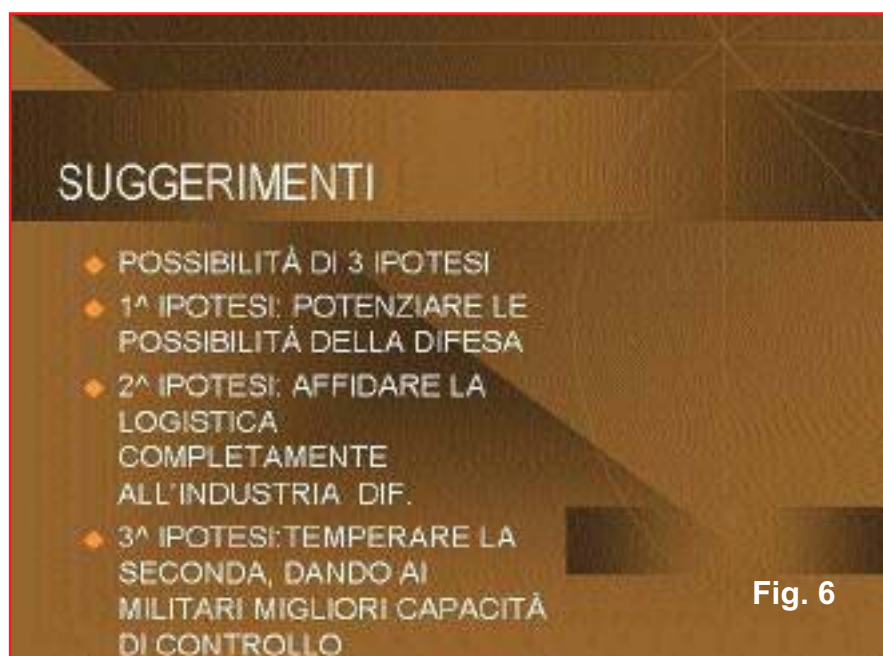 SUGGERIMENTI
POSSIBILITÀ DI 3 IPOTESI
1^ IPOTESI: POTENZIARE LE
POSSIBILITÀ DELLA DIFESA
2^ IPOTESI: AFFIDARE LA
LOGISTICA
COMPLETAMENTE
ALL'INDUSTRIA DIF.
3^ IPOTESI:TEMPERARE LA
SECONDA, DANDO AI
MILITARI MIGLIORI CAPACITÀ
DI CONTROLLO
Fig. 6